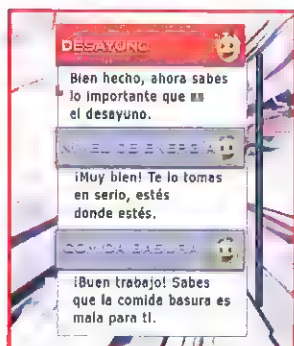 DESAYUNO
Bien hecho, ahora sabes
lo importante que es
el desayuno.
NIVEL DE ENERGÍA
¡Muy bien! Te lo tomas
en serio, estés
donde estés.
COMIDA BASURA
¡Buen trabajo! Sabes
que la comida basura es
mala para ti.